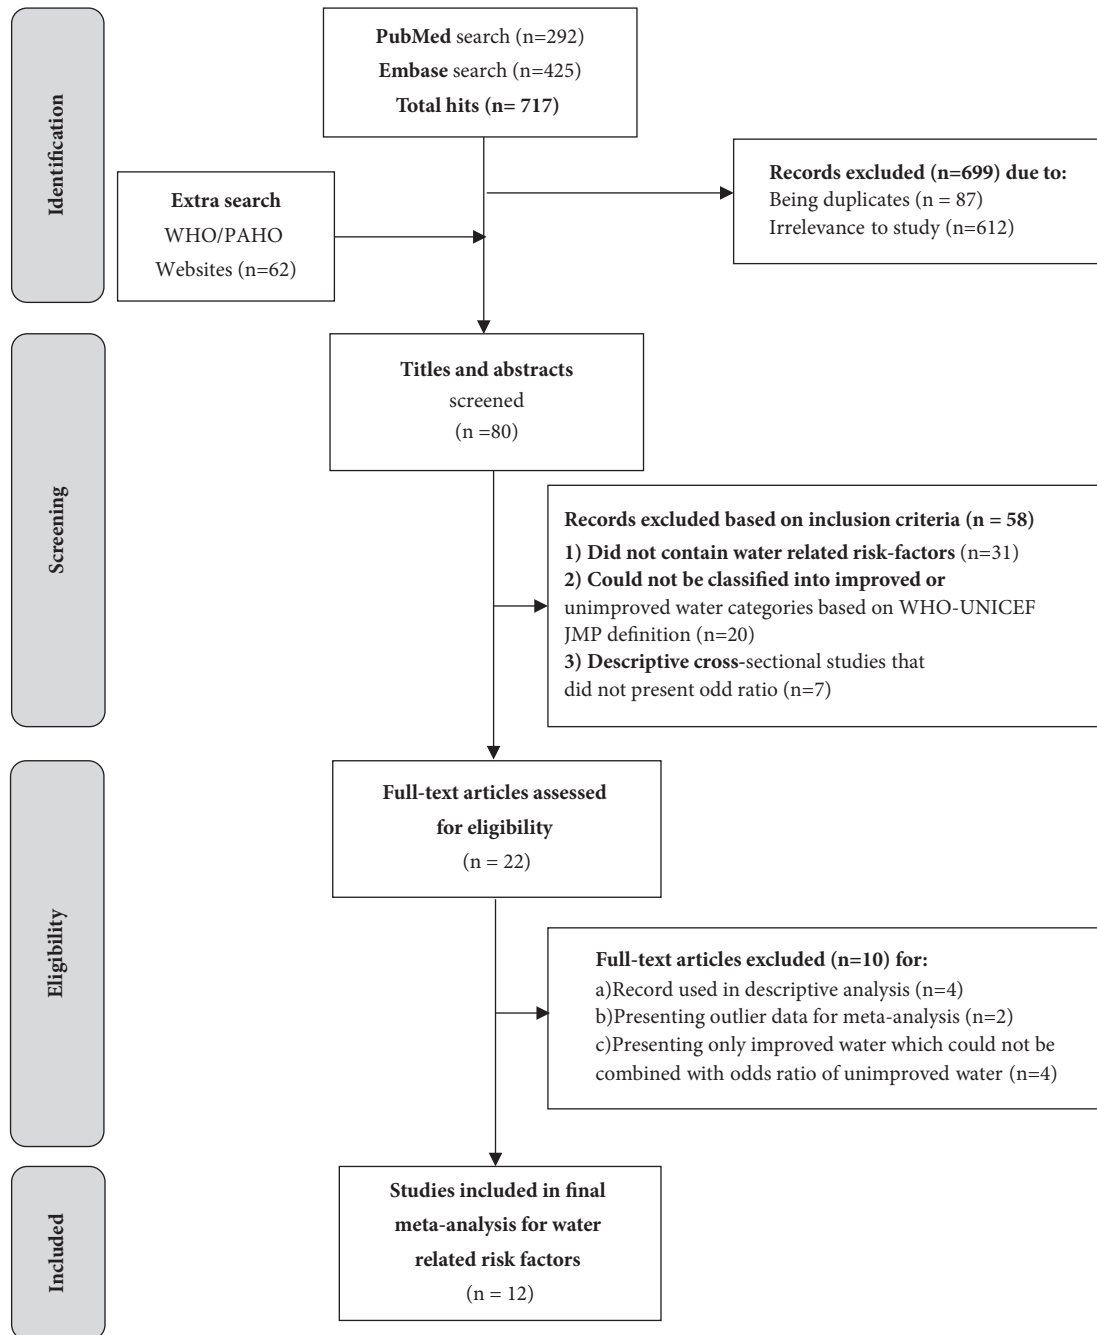 Identification
PubMed search (n=292)
Embase search (n=425)
Total hits (n= 717)
Extra search
WHO/PAHO
Websites (n=62)
Records excluded (n=699) due to:
Being duplicates (n = 87)
Irrelevance to study (n=612)
Screening
Titles and abstracts
screened
(n =80)
Records excluded based on inclusion criteria (n = 58)
1) Did not contain water related risk-factors (n=31)
2) Could not be classified into improved or
unimproved water categories based on WHO-UNICEF
JMP definition (n=20)
3) Descriptive cross-sectional studies that
did not present odd ratio (n=7)
Eligibility
Full-text articles assessed
for eligibility
(n = 22)
Full-text articles excluded (n=10) for:
a)Record used in descriptive analysis (n=4)
b)Presenting outlier data for meta-analysis (n=2)
c)Presenting only improved water which could not be
combined with odds ratio of unimproved water (n=4)
Included
Studies included in final
meta-analysis for water
related risk factors
(n = 12)